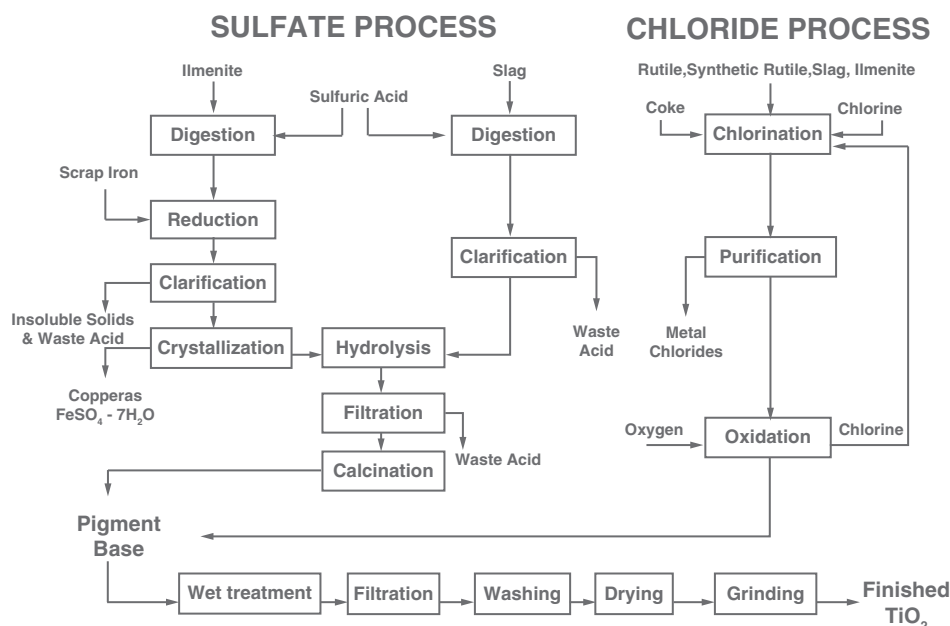 SULFATE PROCESS
CHLORIDE PROCESS
Ilmenite
Slag
Rutile,Synthetic Rutile,Slag, Ilmenite
Sulfuric Acid
Coke
Chlorine
Digestion
Digestion
Chlorination
Scrap Iron
Reduction
Clarification
Purification
Clarification
Insoluble Solids
& Waste Acid
Waste
Acid
Metal
Chlorides
Crystallization
Hydrolysis
Copperas
FeSO₄ - 7H₂O
Filtration
Oxygen
Oxidation
Chlorine
Waste Acid
Calcination
Pigment
Base
Wet treatment
Filtration
Washing
Drying
Grinding
Finished
TiO₂